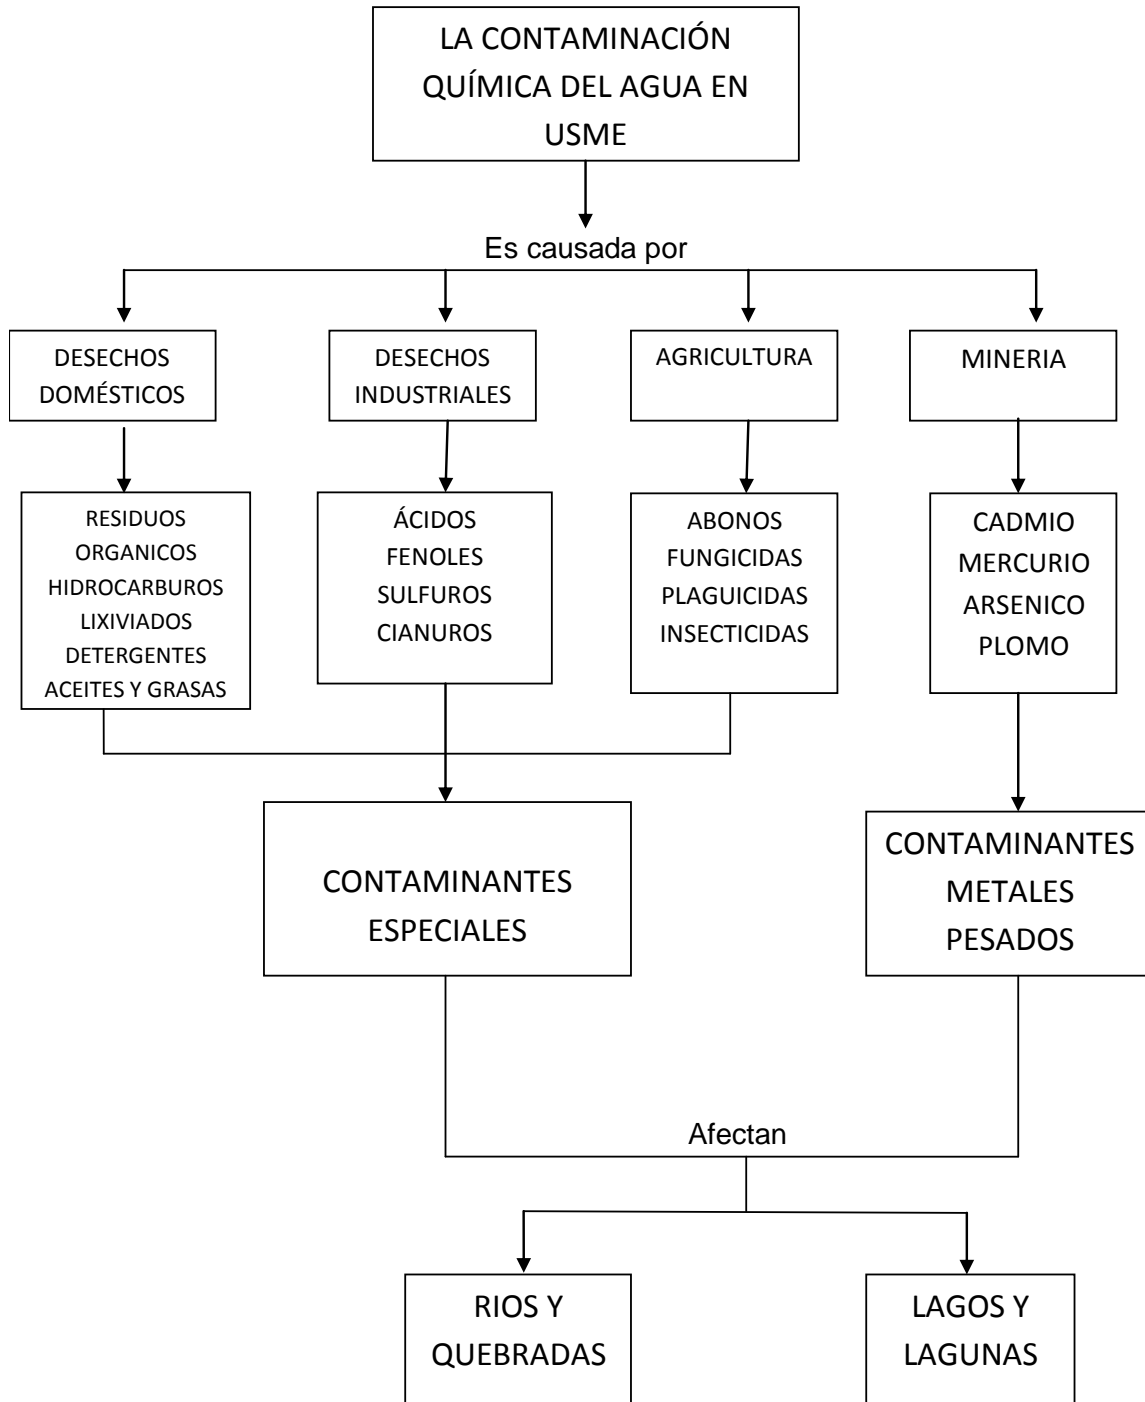 LA CONTAMINACIÓN
QUÍMICA DEL AGUA EN
USME
Es causada por
DESECHOS
DOMÉSTICOS
DESECHOS
INDUSTRIALES
AGRICULTURA
MINERIA
RESIDUOS
ORGANICOS
HIDROCARBUROS
LIXIVIADOS
DETERGENTES
ACEITES Y GRASAS
ÁCIDOS
FENOLES
SULFUROS
CIANUROS
ABONOS
FUNGICIDAS
PLAGUICIDAS
INSECTICIDAS
CADMIO
MERCURIO
ARSENICO
PLOMO
CONTAMINANTES
ESPECIALES
CONTAMINANTES
METALES
PESADOS
Afectan
RIOS Y
QUEBRADAS
LAGOS Y
LAGUNAS